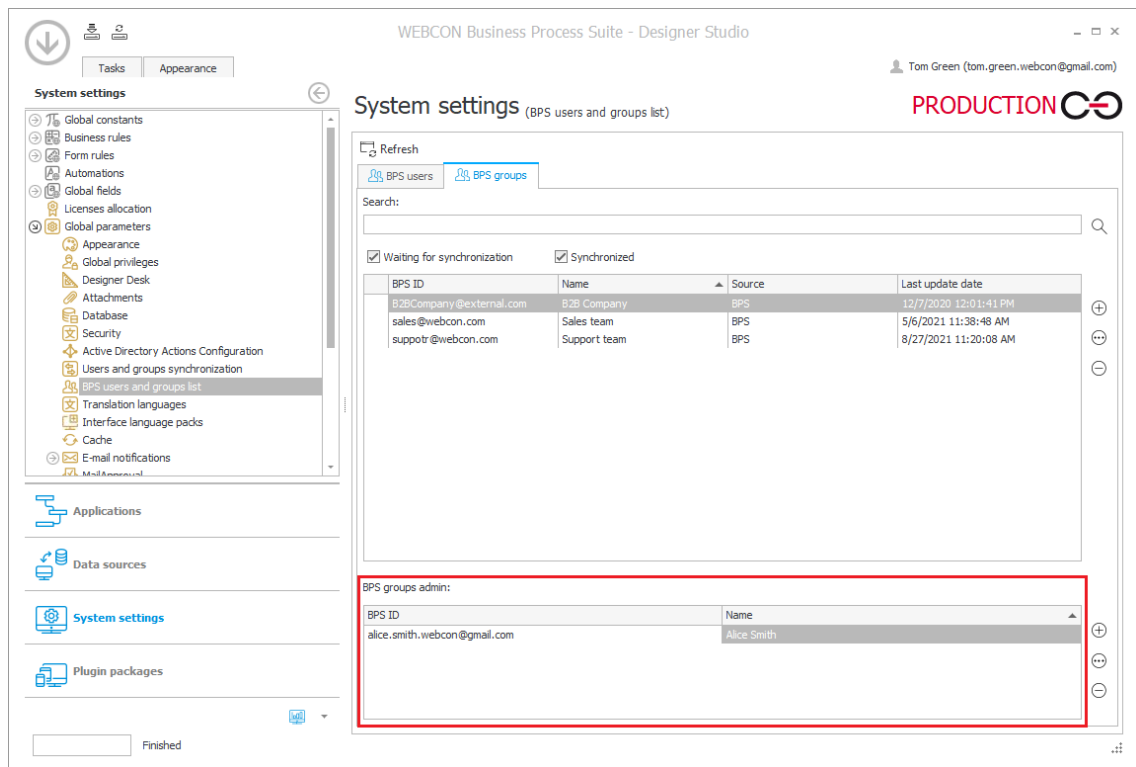 WEBCON Business Process Suite - Designer Studio
Tasks
Appearance
Tom Green (tom.green.webcon@gmail.com)
System settings
Global constants
Business rules
Form rules
Automations
Global fields
Licenses allocation
Global parameters
Appearance
Global privileges
Designer Desk
Attachments
Database
Security
Active Directory Actions Configuration
Users and groups synchronization
BPS users and groups list
Translation languages
Interface language packs
Cache
E-mail notifications
MailApproval
Applications
Data sources
System settings
Plugin packages
Finished
System settings (BPS users and groups list)
PRODUCTION
Refresh
BPS users
BPS groups
Search:
Waiting for synchronization
Synchronized
BPS ID Name Source Last update date
B2BCompany@external.com B2B Company BPS 12/7/2020 12:01:41 PM
sales@webcon.com Sales team BPS 5/6/2021 11:38:48 AM
suppotr@webcon.com Support team BPS 8/27/2021 11:20:08 AM
BPS groups admin:
BPS ID Name
alice.smith.webcon@gmail.com Alice Smith